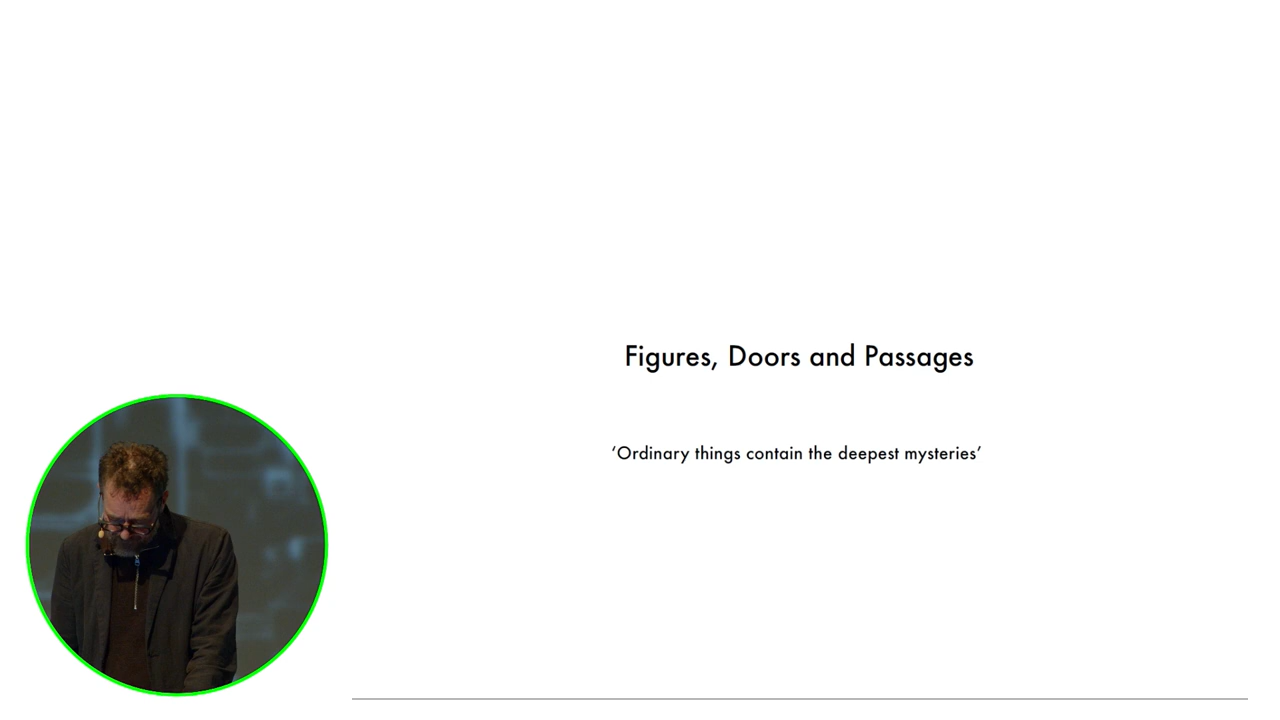 Figures, Doors and Passages
‘Ordinary things contain the deepest mysteries’